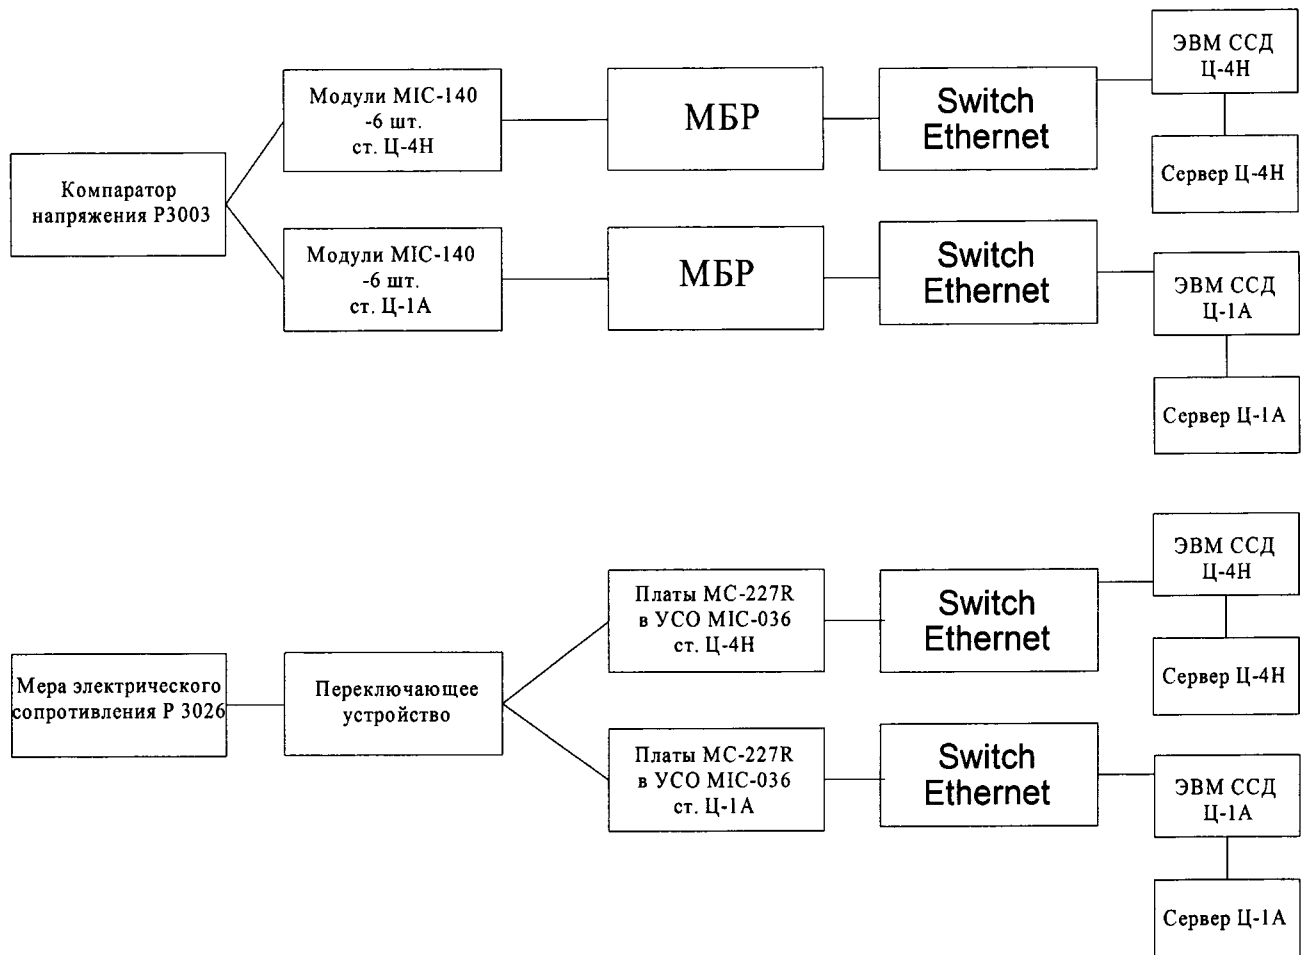 Компаратор
напряжения Р3003
Модули MIC-140
-6 шт.
ст. Ц-4Н
МБР
Switch
Ethernet
ЭВМ ССД
Ц-4Н
Сервер Ц-4Н
Модули MIC-140
-6 шт.
ст. Ц-1А
МБР
Switch
Ethernet
ЭВМ ССД
Ц-1А
Сервер Ц-1А
Мера электрического
сопротивления Р 3026
Переключающее
устройство
Платы МС-227R
в УСО MIC-036
ст. Ц-4Н
Switch
Ethernet
ЭВМ ССД
Ц-4Н
Сервер Ц-4Н
Платы МС-227R
в УСО MIC-036
ст. Ц-1А
Switch
Ethernet
ЭВМ ССД
Ц-1А
Сервер Ц-1А